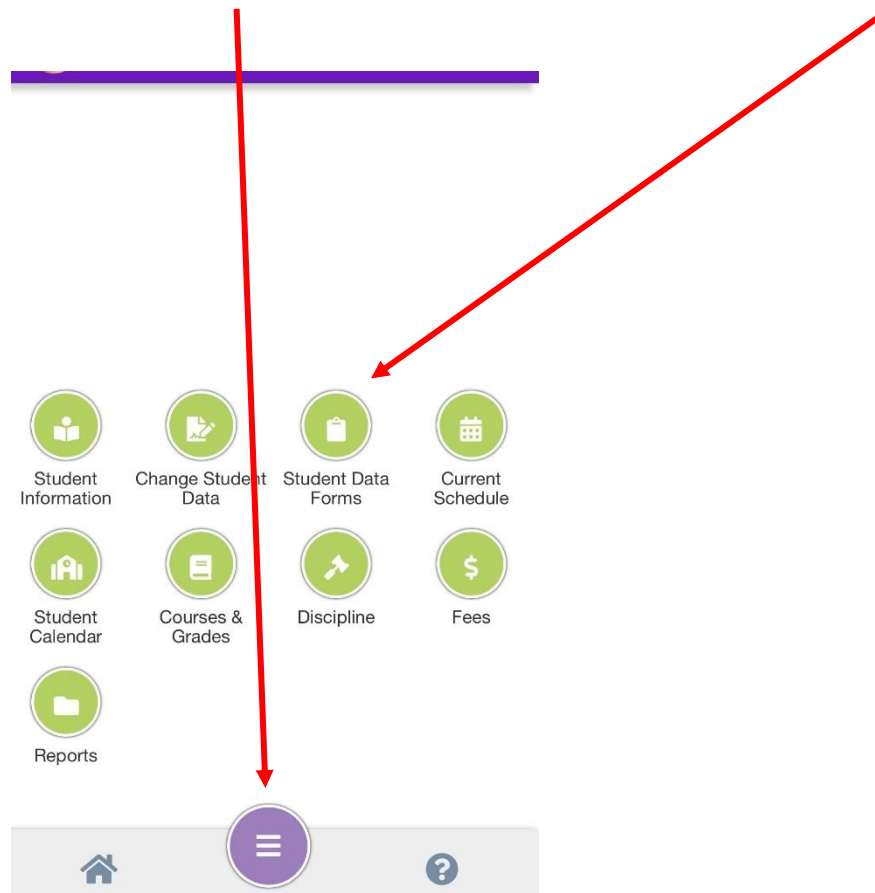 Student Information
Change Student Data
Student Data Forms
Current Schedule
Student Calendar
Courses & Grades
Discipline
Fees
Reports